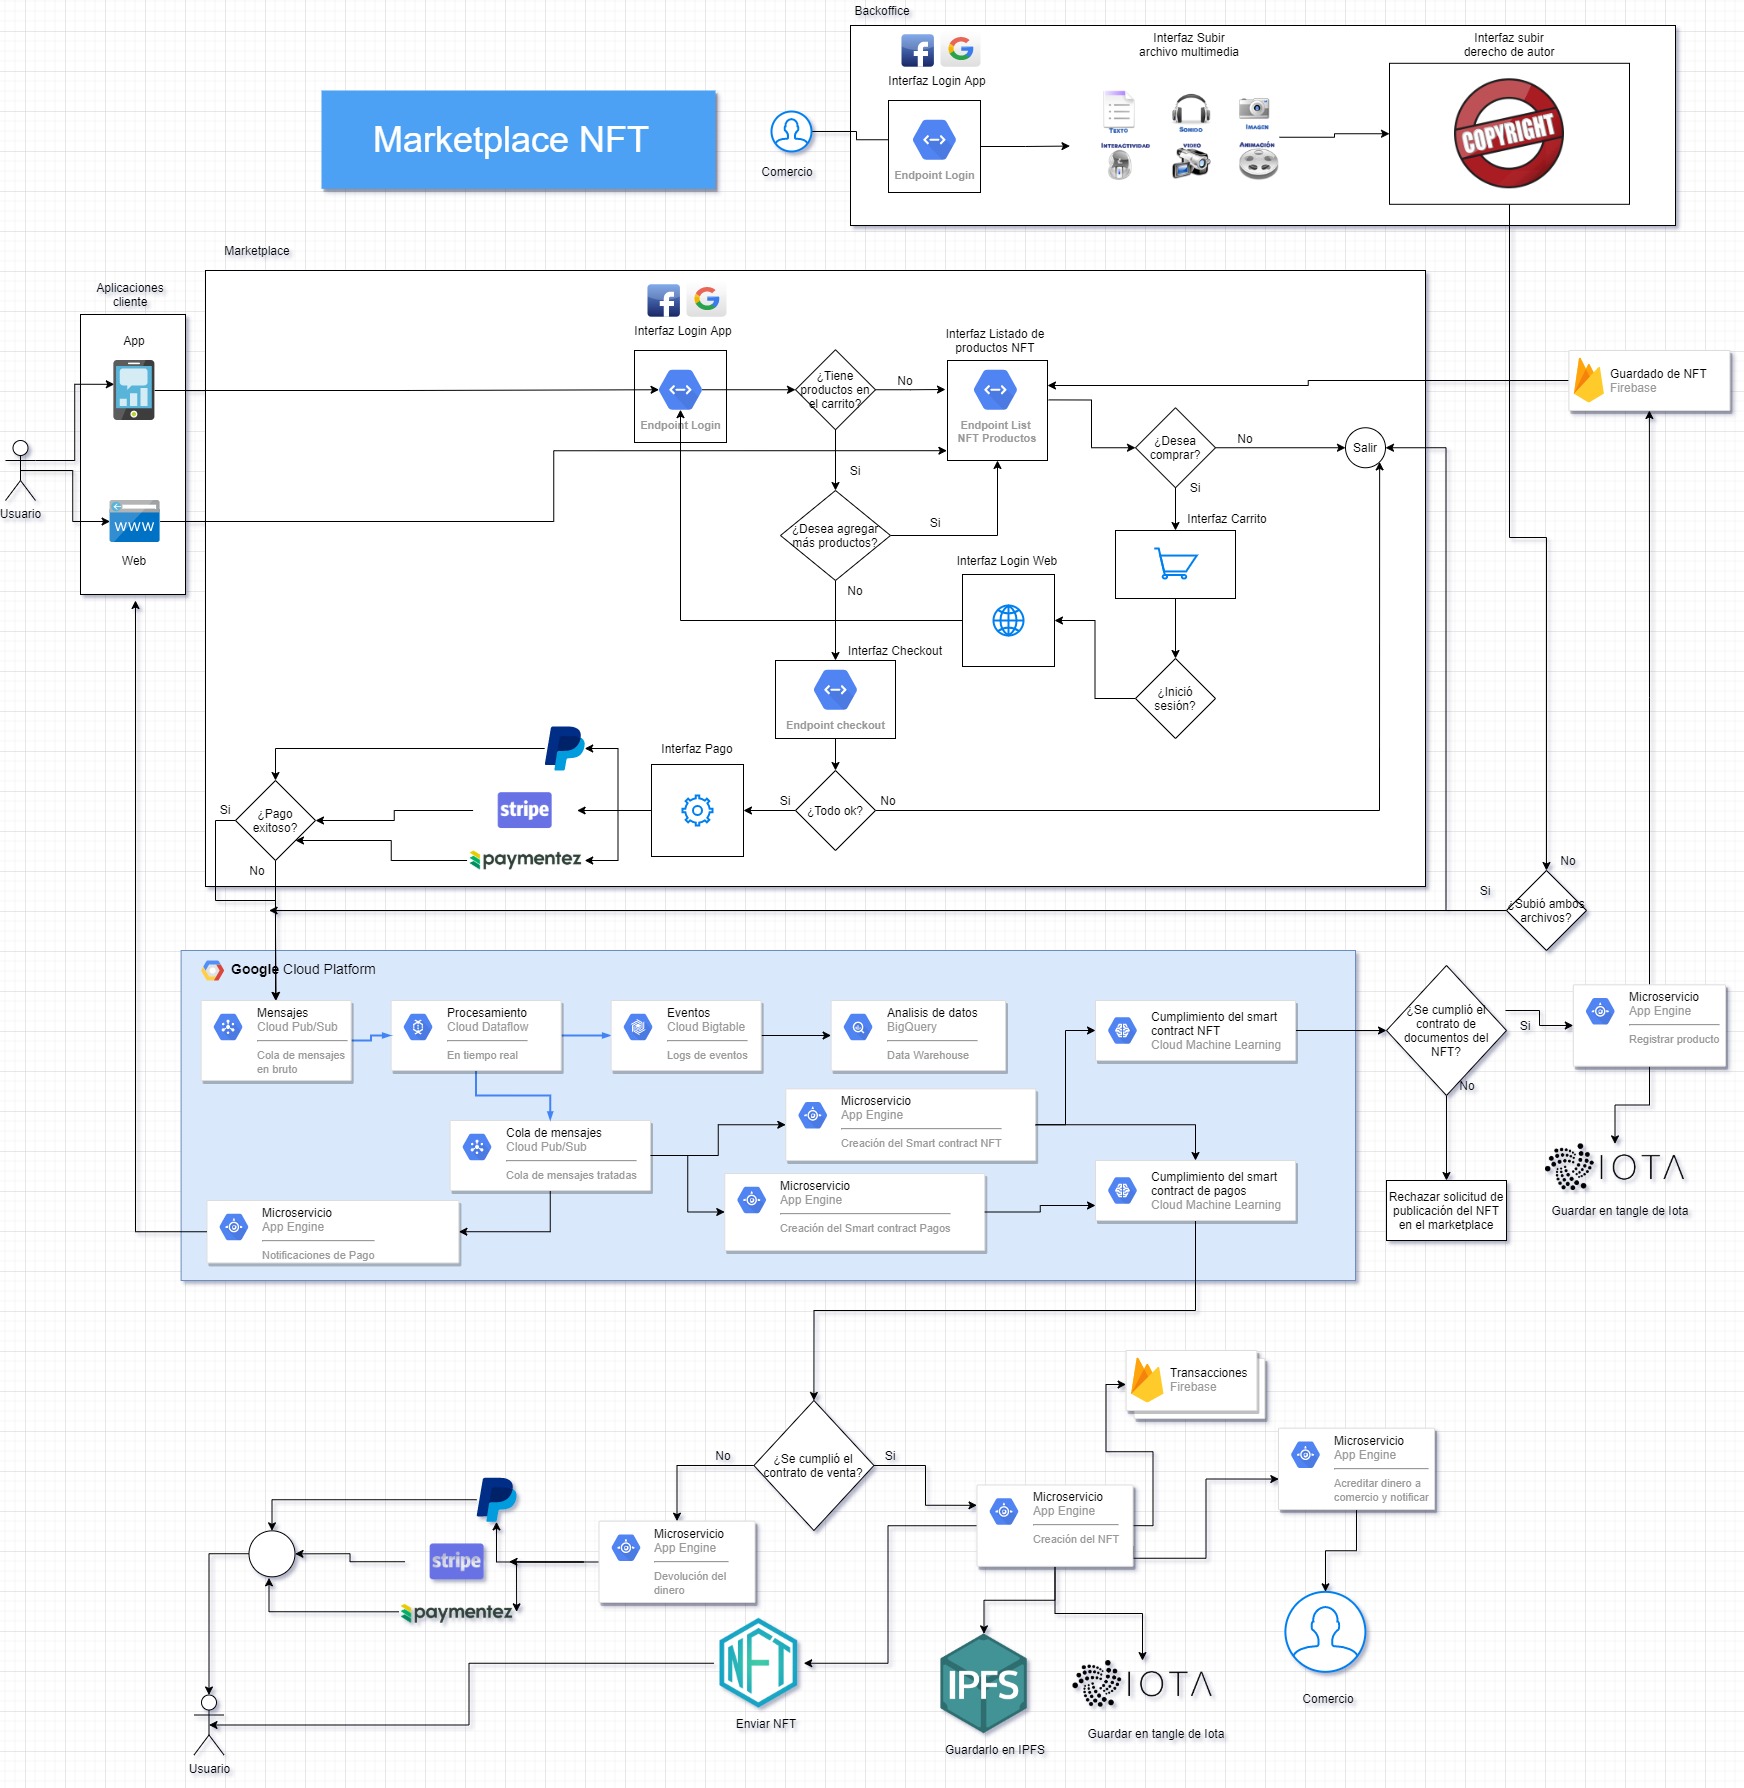 Backoffice
Interfaz Login App
Interfaz Subir
archivo multimedia
Interfaz subir
derecho de autor
Marketplace NFT
Comercio
Endpoint Login
TEXTO
SONIDO
IMAGEN
INTERACTIVIDAD
VIDEO
ANIMACIÓN
COPYRIGHT
Marketplace
Aplicaciones
cliente
App
Web
WWW
Usuario
Interfaz Login App
Endpoint Login
¿Tiene
productos en
el carrito?
No
Si
Interfaz Listado de
productos NFT
Endpoint List
NFT Productos
¿Desea
comprar?
No
Si
Salir
Guardado de NFT
Firebase
¿Desea agregar
más productos?
Si
No
Interfaz Carrito
Interfaz Login Web
¿Inició
sesión?
Interfaz Checkout
Endpoint checkout
Interfaz Pago
¿Todo ok?
Si
No
stripe
paymentez
¿Pago
exitoso?
Si
No
¿Subió ambos
archivos?
No
Si
Google Cloud Platform
Mensajes
Cloud Pub/Sub
Cola de mensajes
en bruto
Procesamiento
Cloud Dataflow
En tiempo real
Eventos
Cloud Bigtable
Logs de eventos
Analisis de datos
BigQuery
Data Warehouse
Cumplimiento del smart
contract NFT
Cloud Machine Learning
¿Se cumplió el
contrato de
documentos del
NFT?
Si
No
Microservicio
App Engine
Registrar producto
Cola de mensajes
Cloud Pub/Sub
Cola de mensajes tratadas
Microservicio
App Engine
Creación del Smart contract NFT
Microservicio
App Engine
Creación del Smart contract Pagos
Cumplimiento del smart
contract de pagos
Cloud Machine Learning
Microservicio
App Engine
Notificaciones de Pago
Rechazar solicitud de
publicación del NFT
en el marketplace
IOTA
Guardar en tangle de Iota
Transacciones
Firebase
¿Se cumplió el
contrato de venta?
No
Si
Microservicio
App Engine
Acreditar dinero a
comercio y notificar
Microservicio
App Engine
Creación del NFT
Microservicio
App Engine
Devolución del
dinero
stripe
paymentez
NFT
Enviar NFT
IPFS
Guardarlo en IPFS
IOTA
Guardar en tangle de Iota
Comercio
Usuario